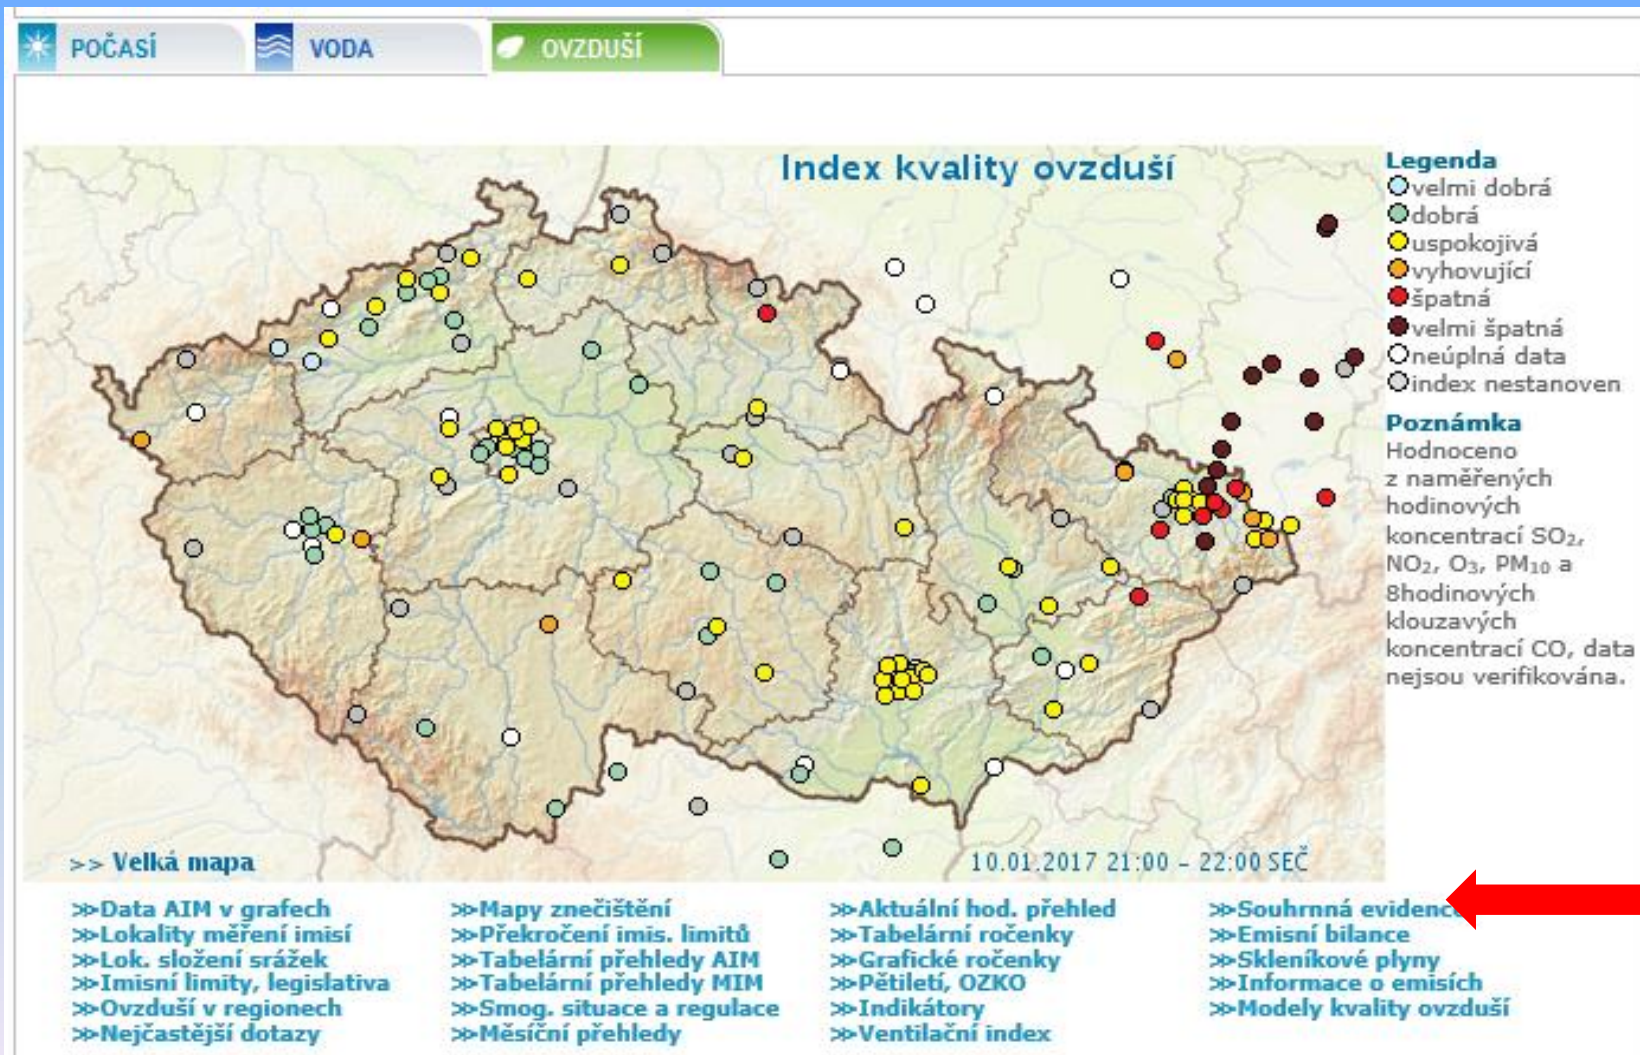 POČASÍ
VODA
OVZDUŠÍ
Index kvality ovzduší
Legenda
velmi dobrá
dobrá
uspokojivá
vyhovující
špatná
velmi špatná
neúplná data
index nestanoven
Poznámka
Hodnoceno
z naměřených
hodinových
koncentrací SO₂,
NO₂, O₃, PM₁₀ a
8hodinových
klouzavých
koncentrací CO, data
nejsou verifikována.
>> Velká mapa
10.01.2017 21:00 – 22:00 SEČ
>>Data AIM v grafech
>>Lokality měření imisí
>>Lok. složení srážek
>>Imisní limity, legislativa
>>Ovzduší v regionech
>>Nejčastější dotazy
>>Mapy znečištění
>>Překročení imis. limitů
>>Tabelární přehledy AIM
>>Tabelární přehledy MIM
>>Smog. situace a regulace
>>Měsíční přehledy
>>Aktuální hod. přehled
>>Tabelární ročenky
>>Grafické ročenky
>>Pětiletí, OZKO
>>Indikátory
>>Ventilační index
>>Souhrnná evidence
>>Emisní bilance
>>Skleníkové plyny
>>Informace o emisích
>>Modely kvality ovzduší